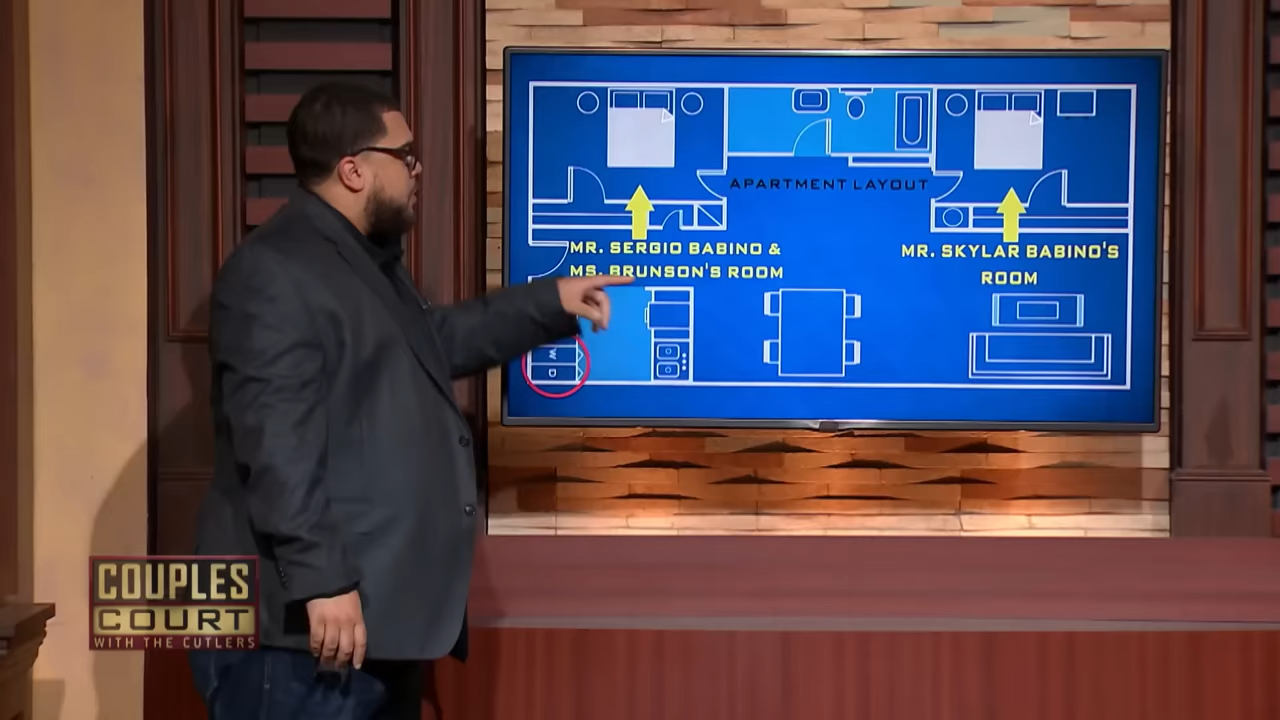 APARTMENT LAYOUT
MR. SERGIO BABINO &
MS. BRUNSON'S ROOM
MR. SKYLAR BABINO'S
ROOM
W
D
COUPLES
COURT
WITH THE CUTLERS